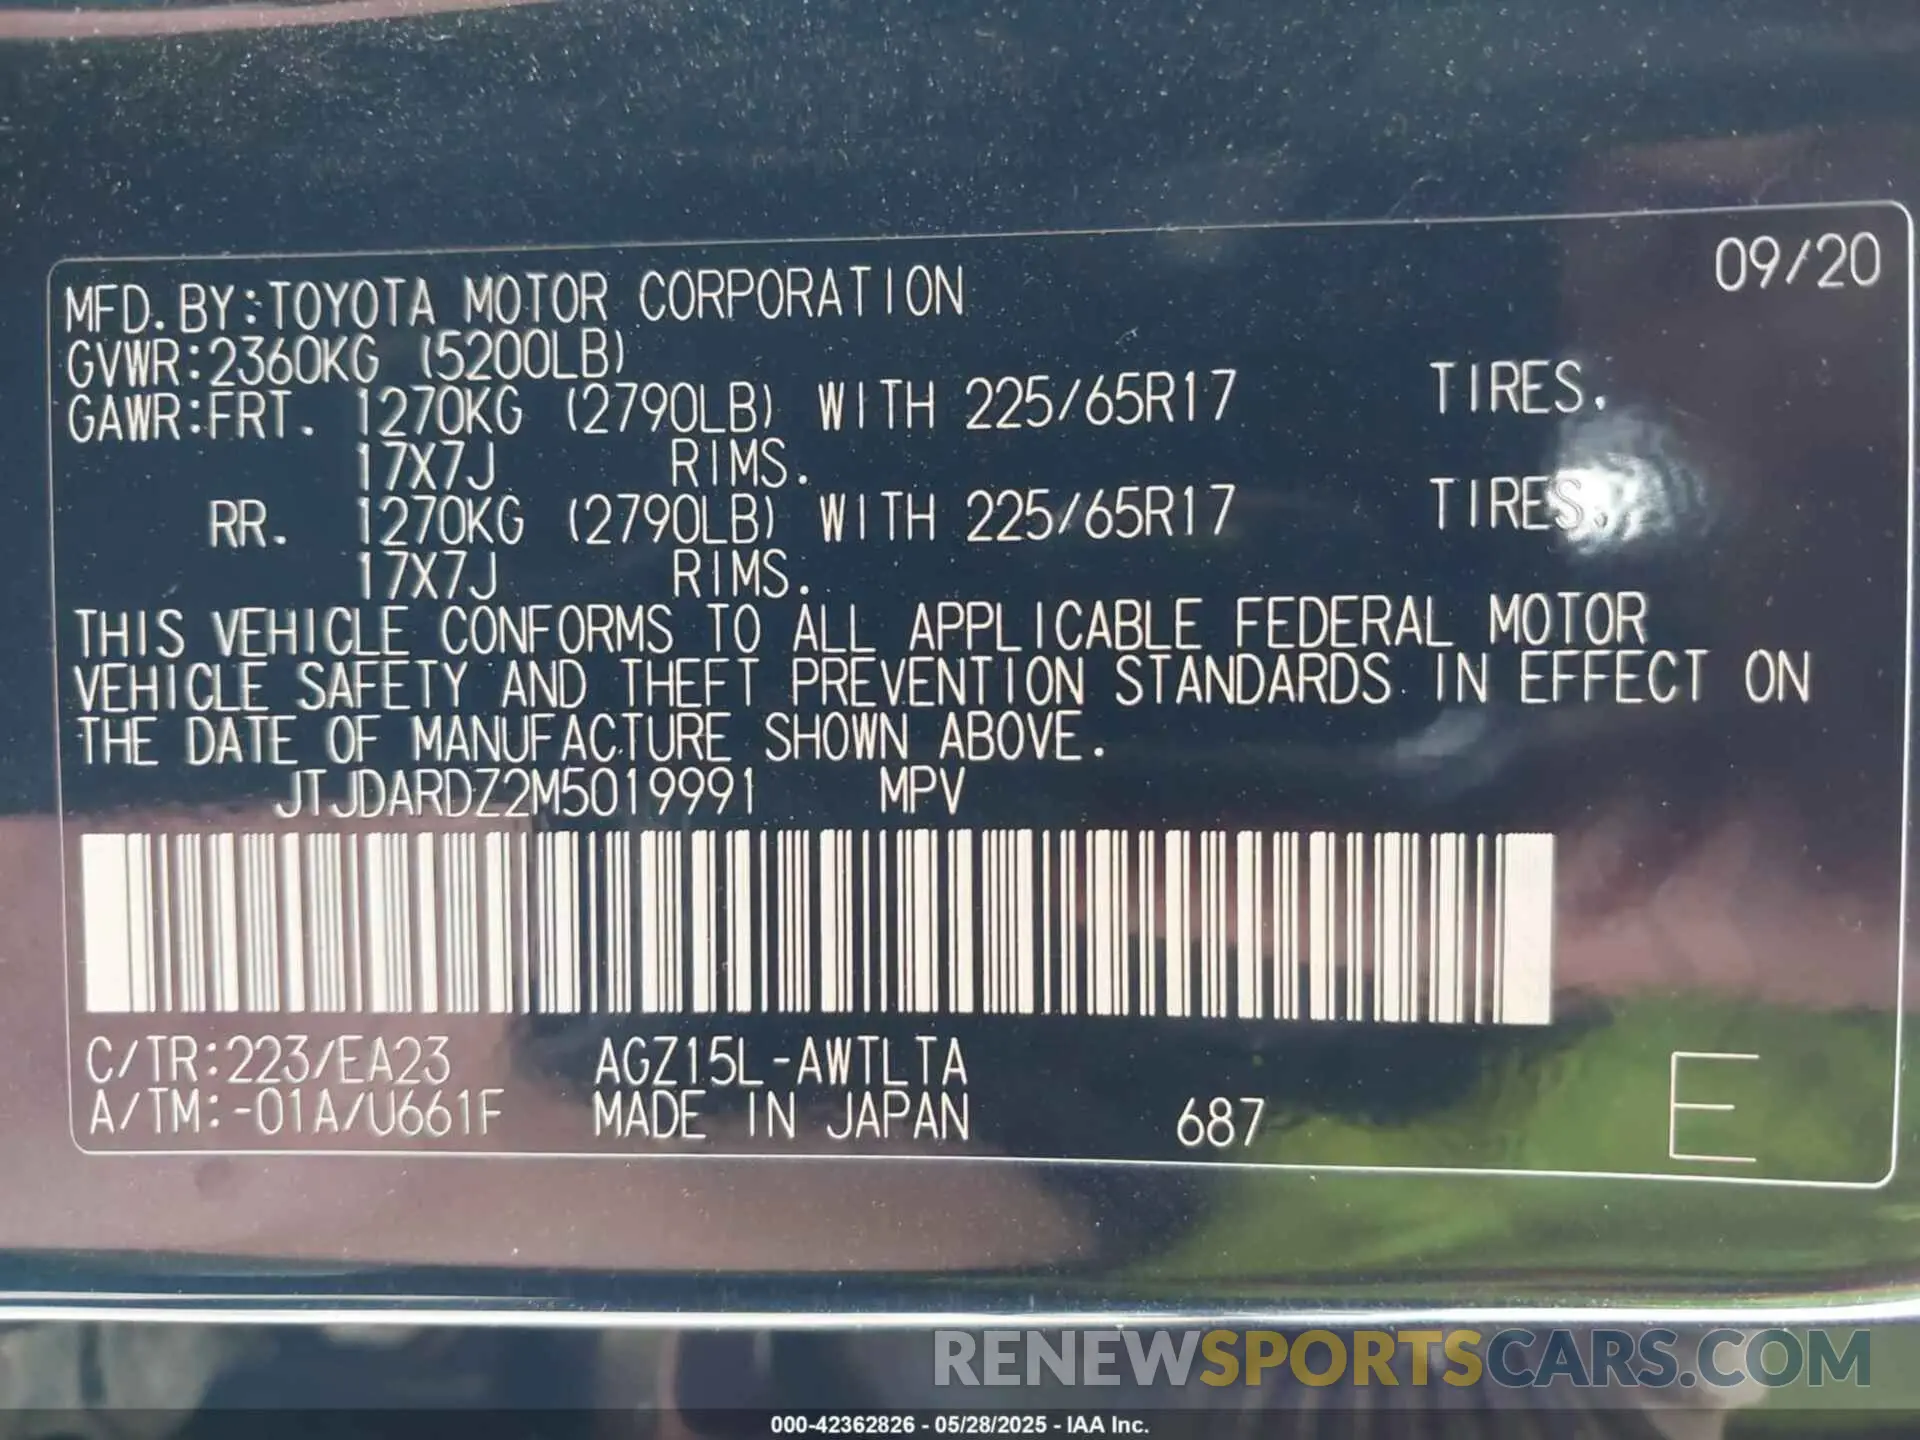 09/20
MFD. BY:TOYOTA MOTOR CORPORATION
GVWR:2360KG (5200LB)
GAWR:FRT. 1270KG (2790LB) WITH 225/65R17 TIRES.
17X7J RIMS.
RR. 1270KG (2790LB) WITH 225/65R17 TIRES.
17X7J RIMS.
THIS VEHICLE CONFORMS TO ALL APPLICABLE FEDERAL MOTOR
VEHICLE SAFETY AND THEFT PREVENTION STANDARDS IN EFFECT ON
THE DATE OF MANUFACTURE SHOWN ABOVE.
JTJDARDZ2M5019991 MPV
C/TR:223/EA23 AGZ15L-AWTLTA
A/TM:-01A/U661F MADE IN JAPAN 687 E
RENEWSPORTSCARS.COM
000-42362826 - 05/28/2025 - IAA Inc.